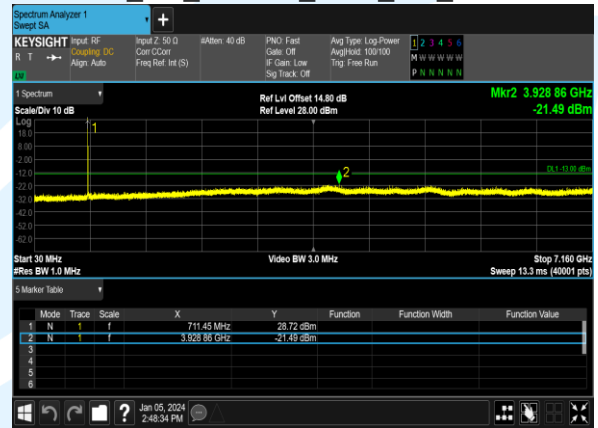 Spectrum Analyzer 1
Swept SA
+
KEYSIGHT Input: RF Input Z: 50 Ω #Atten: 40 dB PNO: Fast Avg Type: Log-Power 1 2 3 4 5 6
R T Coupling: DC Corr CCorr Gate: Off Avg|Hold: 100/100 M W W W W W
Align: Auto Freq Ref: Int (S) IF Gain: Low Trig: Free Run
Sig Track: Off P N N N N N
LW
1 Spectrum Ref Lvl Offset 14.80 dB Mkr2 3.928 86 GHz
Scale/Div 10 dB Ref Level 28.00 dBm -21.49 dBm
Log
1
18.0
8.00
-2.00
2
DL1 -13.00 dBm
-12.0
-22.0
-32.0
-42.0
-52.0
-62.0
Start 30 MHz Video BW 3.0 MHz Stop 7.160 GHz
#Res BW 1.0 MHz Sweep 13.3 ms (40001 pts)
5 Marker Table
Mode Trace Scale X Y Function Function Width Function Value
1 N 1 f 711.45 MHz 28.72 dBm
2 N 1 f 3.928 86 GHz -21.49 dBm
3
4
5
6
? Jan 05, 2024
2:48:34 PM